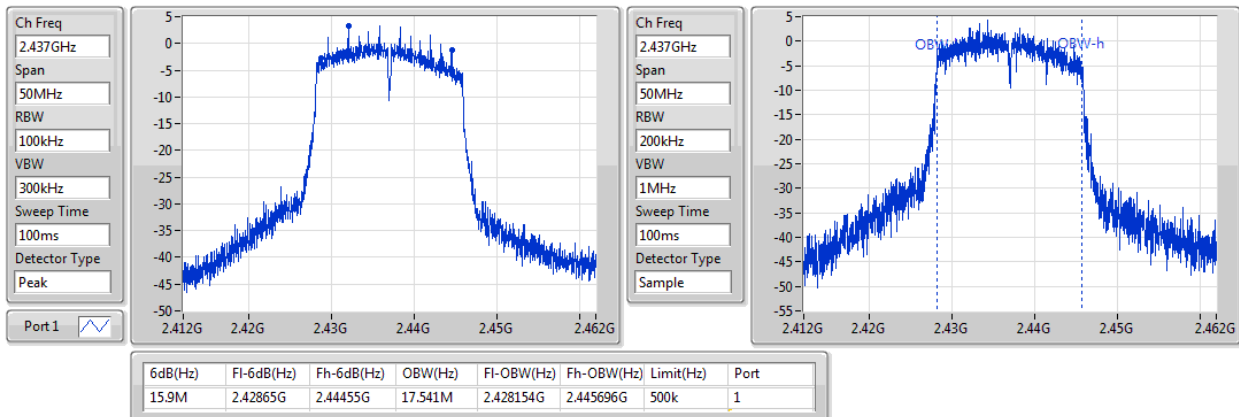 Ch Freq
2.437GHz
Span
50MHz
RBW
100kHz
VBW
300kHz
Sweep Time
100ms
Detector Type
Peak
Port 1
5
0
-5
-10
-15
-20
-25
-30
-35
-40
-45
-50
2.412G 2.42G 2.43G 2.44G 2.45G 2.462G
Ch Freq
2.437GHz
Span
50MHz
RBW
200kHz
VBW
1MHz
Sweep Time
100ms
Detector Type
Sample
5
0
-5
-10
-15
-20
-25
-30
-35
-40
-45
-50
-55
OBW OBW-h
2.412G 2.42G 2.43G 2.44G 2.45G 2.462G
6dB(Hz) Fl-6dB(Hz) Fh-6dB(Hz) OBW(Hz) Fl-OBW(Hz) Fh-OBW(Hz) Limit(Hz) Port
15.9M 2.42865G 2.44455G 17.541M 2.428154G 2.445696G 500k 1